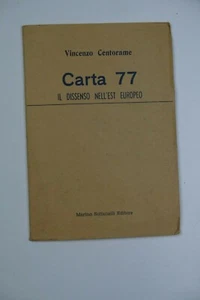 Vincenzo Centorame
Carta 77
IL DISSENSO NELL'EST EUROPEO